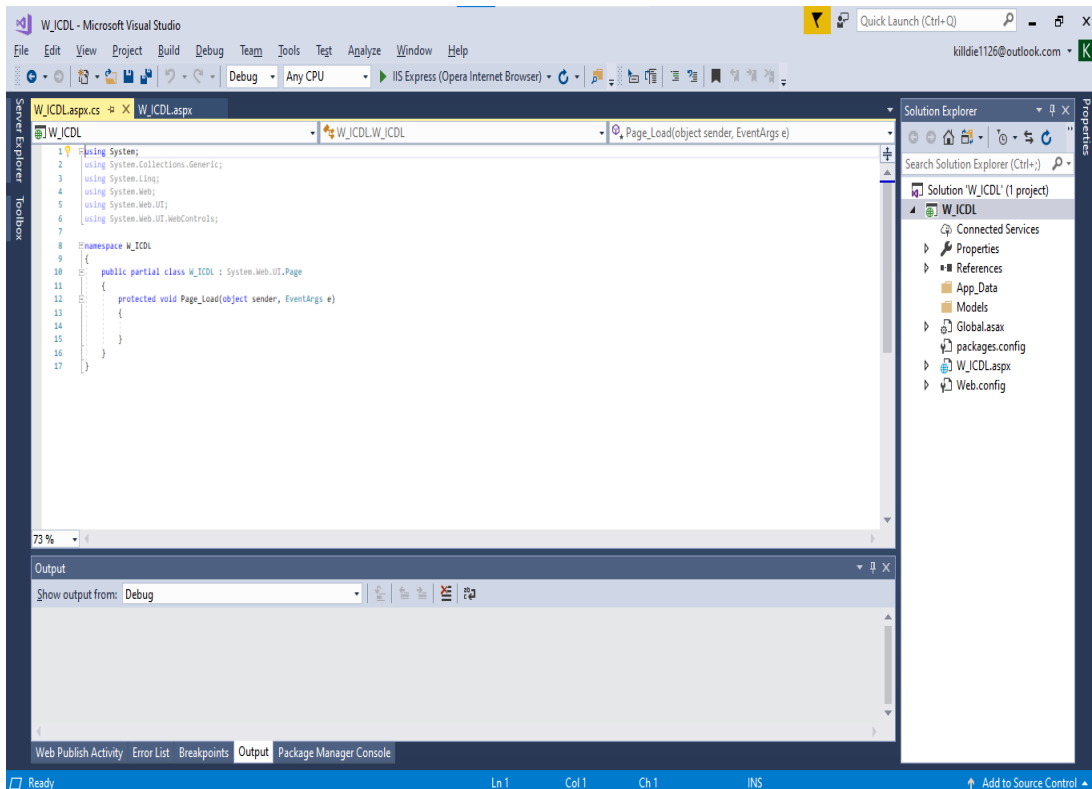 W_ICDL - Microsoft Visual Studio
Quick Launch (Ctrl+Q)
File Edit View Project Build Debug Team Tools Test Analyze Window Help
killdie1126@outlook.com K
Debug Any CPU IIS Express (Opera Internet Browser)
Server Explorer
Toolbox
W_ICDL.aspx.cs W_ICDL.aspx
W_ICDL W_ICDL.W_ICDL Page_Load(object sender, EventArgs e)
1 using System;
2 using System.Collections.Generic;
3 using System.Linq;
4 using System.Web;
5 using System.Web.UI;
6 using System.Web.UI.WebControls;
7
8 namespace W_ICDL
9 {
10 public partial class W_ICDL : System.Web.UI.Page
11 {
12 protected void Page_Load(object sender, EventArgs e)
13 {
14
15 }
16 }
17 }
73 %
Output
Show output from: Debug
Web Publish Activity Error List Breakpoints Output Package Manager Console
Solution Explorer
Search Solution Explorer (Ctrl+;)
Solution 'W_ICDL' (1 project)
W_ICDL
Connected Services
Properties
References
App_Data
Models
Global.asax
packages.config
W_ICDL.aspx
Web.config
Properties
Ready Ln 1 Col 1 Ch 1 INS Add to Source Control